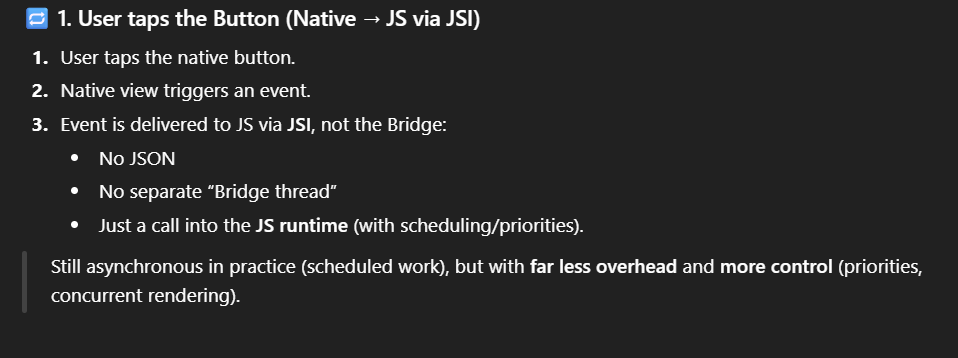 🔁 1. User taps the Button (Native → JS via JSI)
1. User taps the native button.
2. Native view triggers an event.
3. Event is delivered to JS via JSI, not the Bridge:
• No JSON
• No separate “Bridge thread”
• Just a call into the JS runtime (with scheduling/priorities).
Still asynchronous in practice (scheduled work), but with far less overhead and more control (priorities,
concurrent rendering).